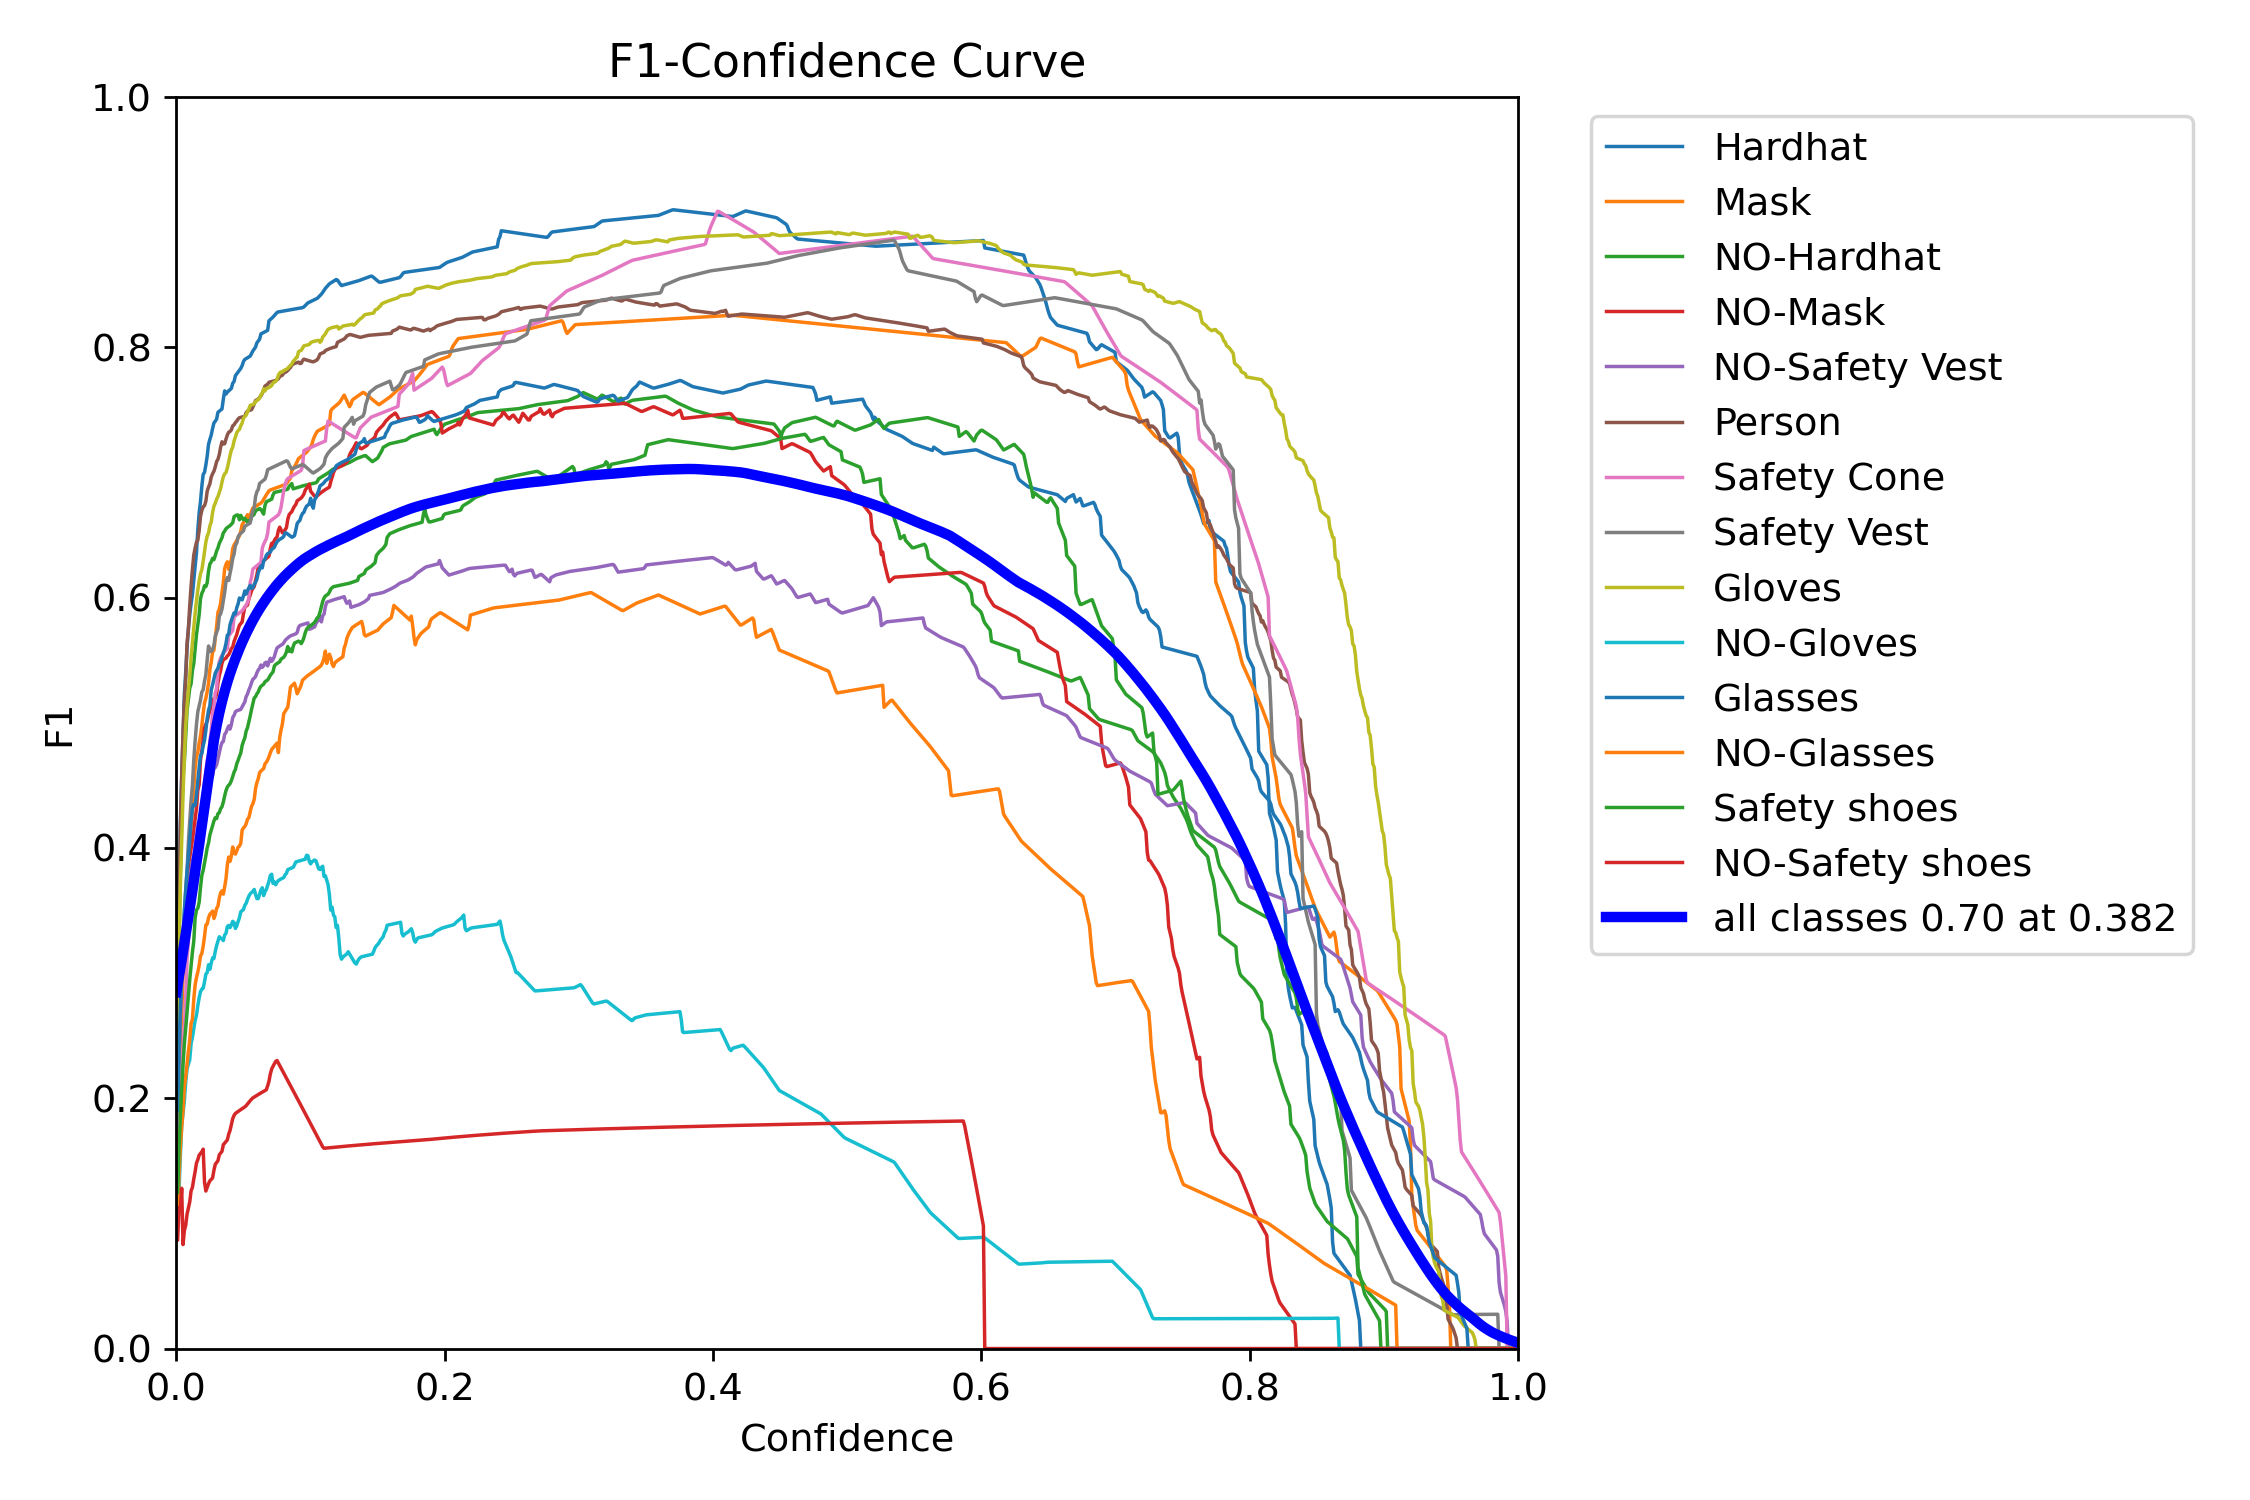 F1-Confidence Curve
1.0
0.8
0.6
0.4
0.2
0.0
F1
0.0 0.2 0.4 0.6 0.8 1.0
Confidence
Hardhat
Mask
NO-Hardhat
NO-Mask
NO-Safety Vest
Person
Safety Cone
Safety Vest
Gloves
NO-Gloves
Glasses
NO-Glasses
Safety shoes
NO-Safety shoes
all classes 0.70 at 0.382